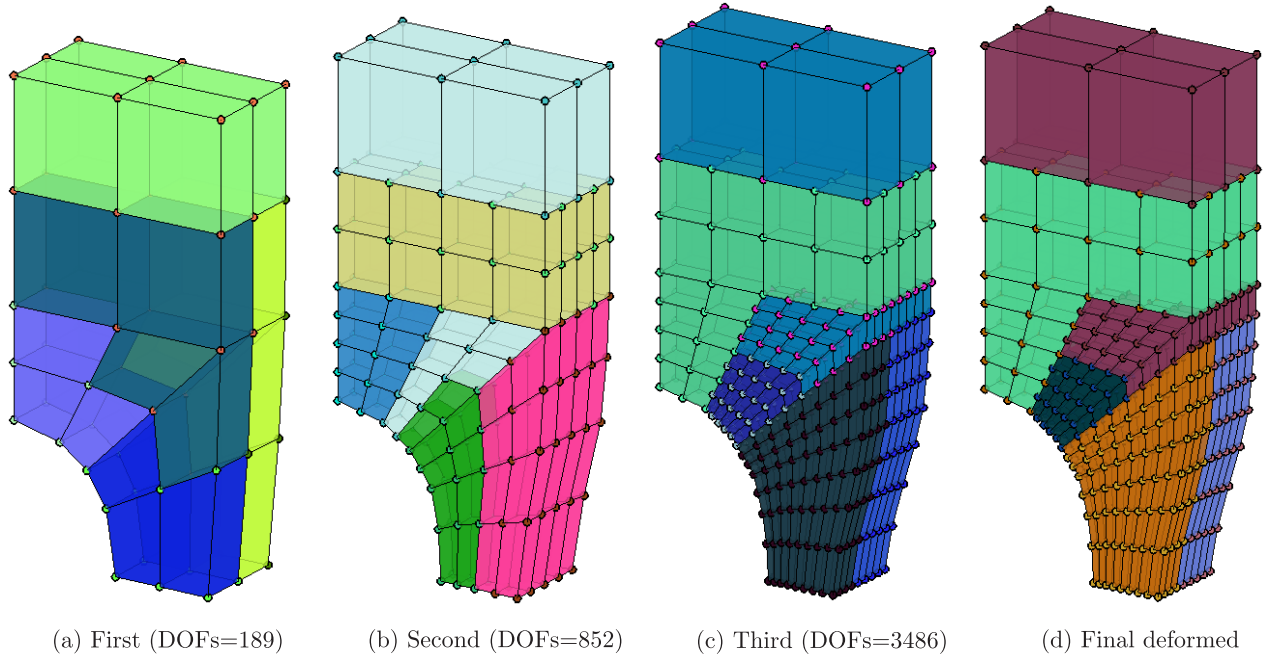 (a) First (DOFs=189)
(b) Second (DOFs=852)
(c) Third (DOFs=3486)
(d) Final deformed